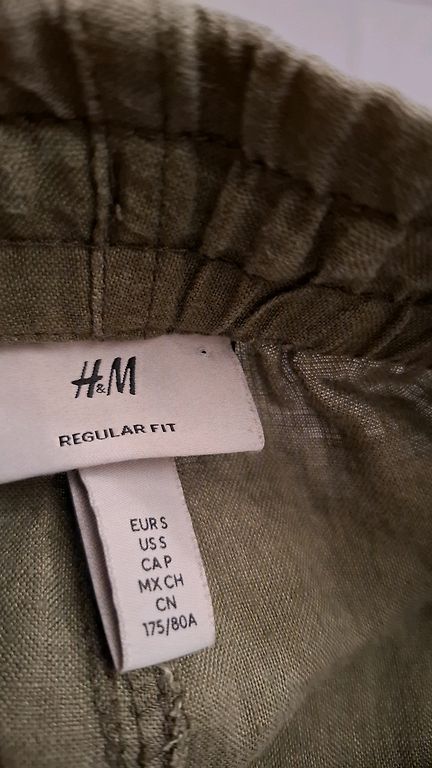 H&M
REGULAR FIT
EUR S
US S
CA P
MX CH
CN
175/80A